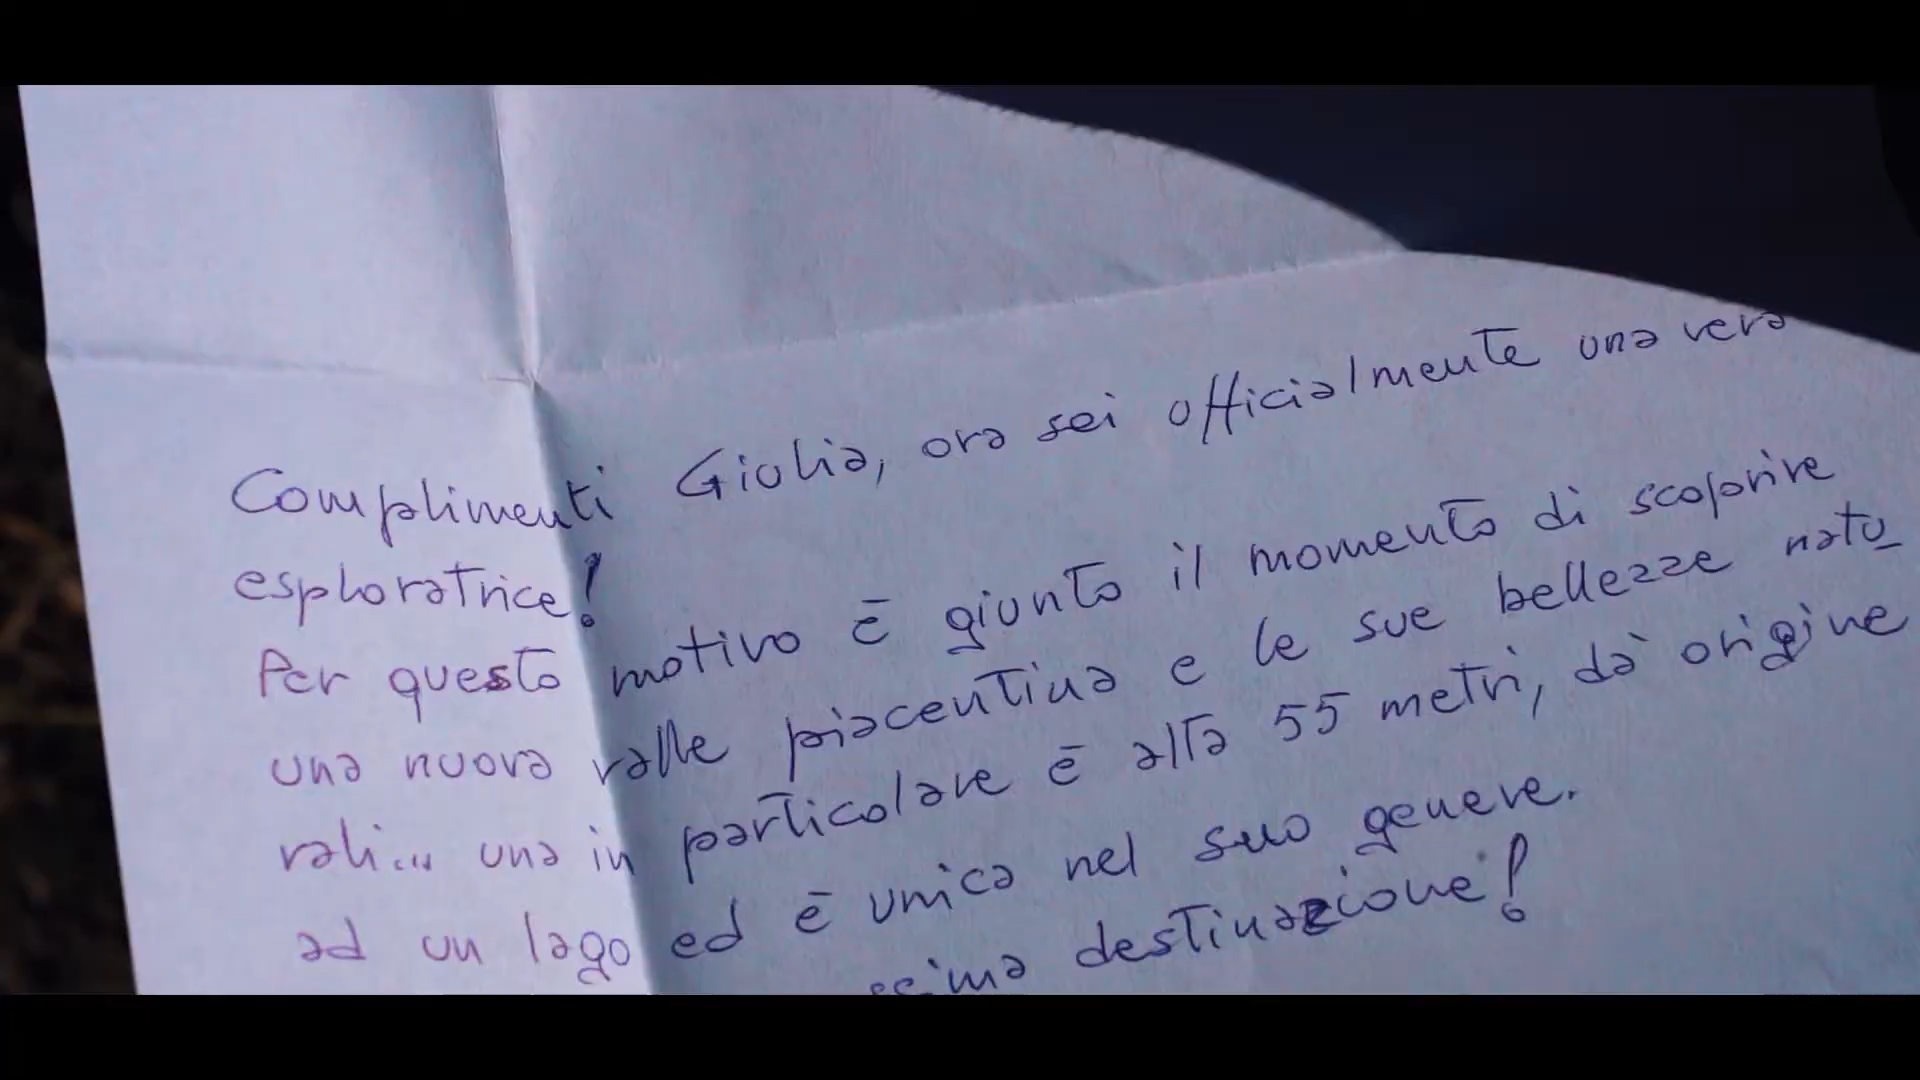 Complimenti Giulia, ora sei officialmente una vera
esploratrice!
Per questo motivo è giunto il momento di scoprire
una nuova valle piacentina e le sue bellezze natu
rali... una in particolare è alta 55 metri, dà origine
ad un lago ed è unica nel suo genere.
destinazione!